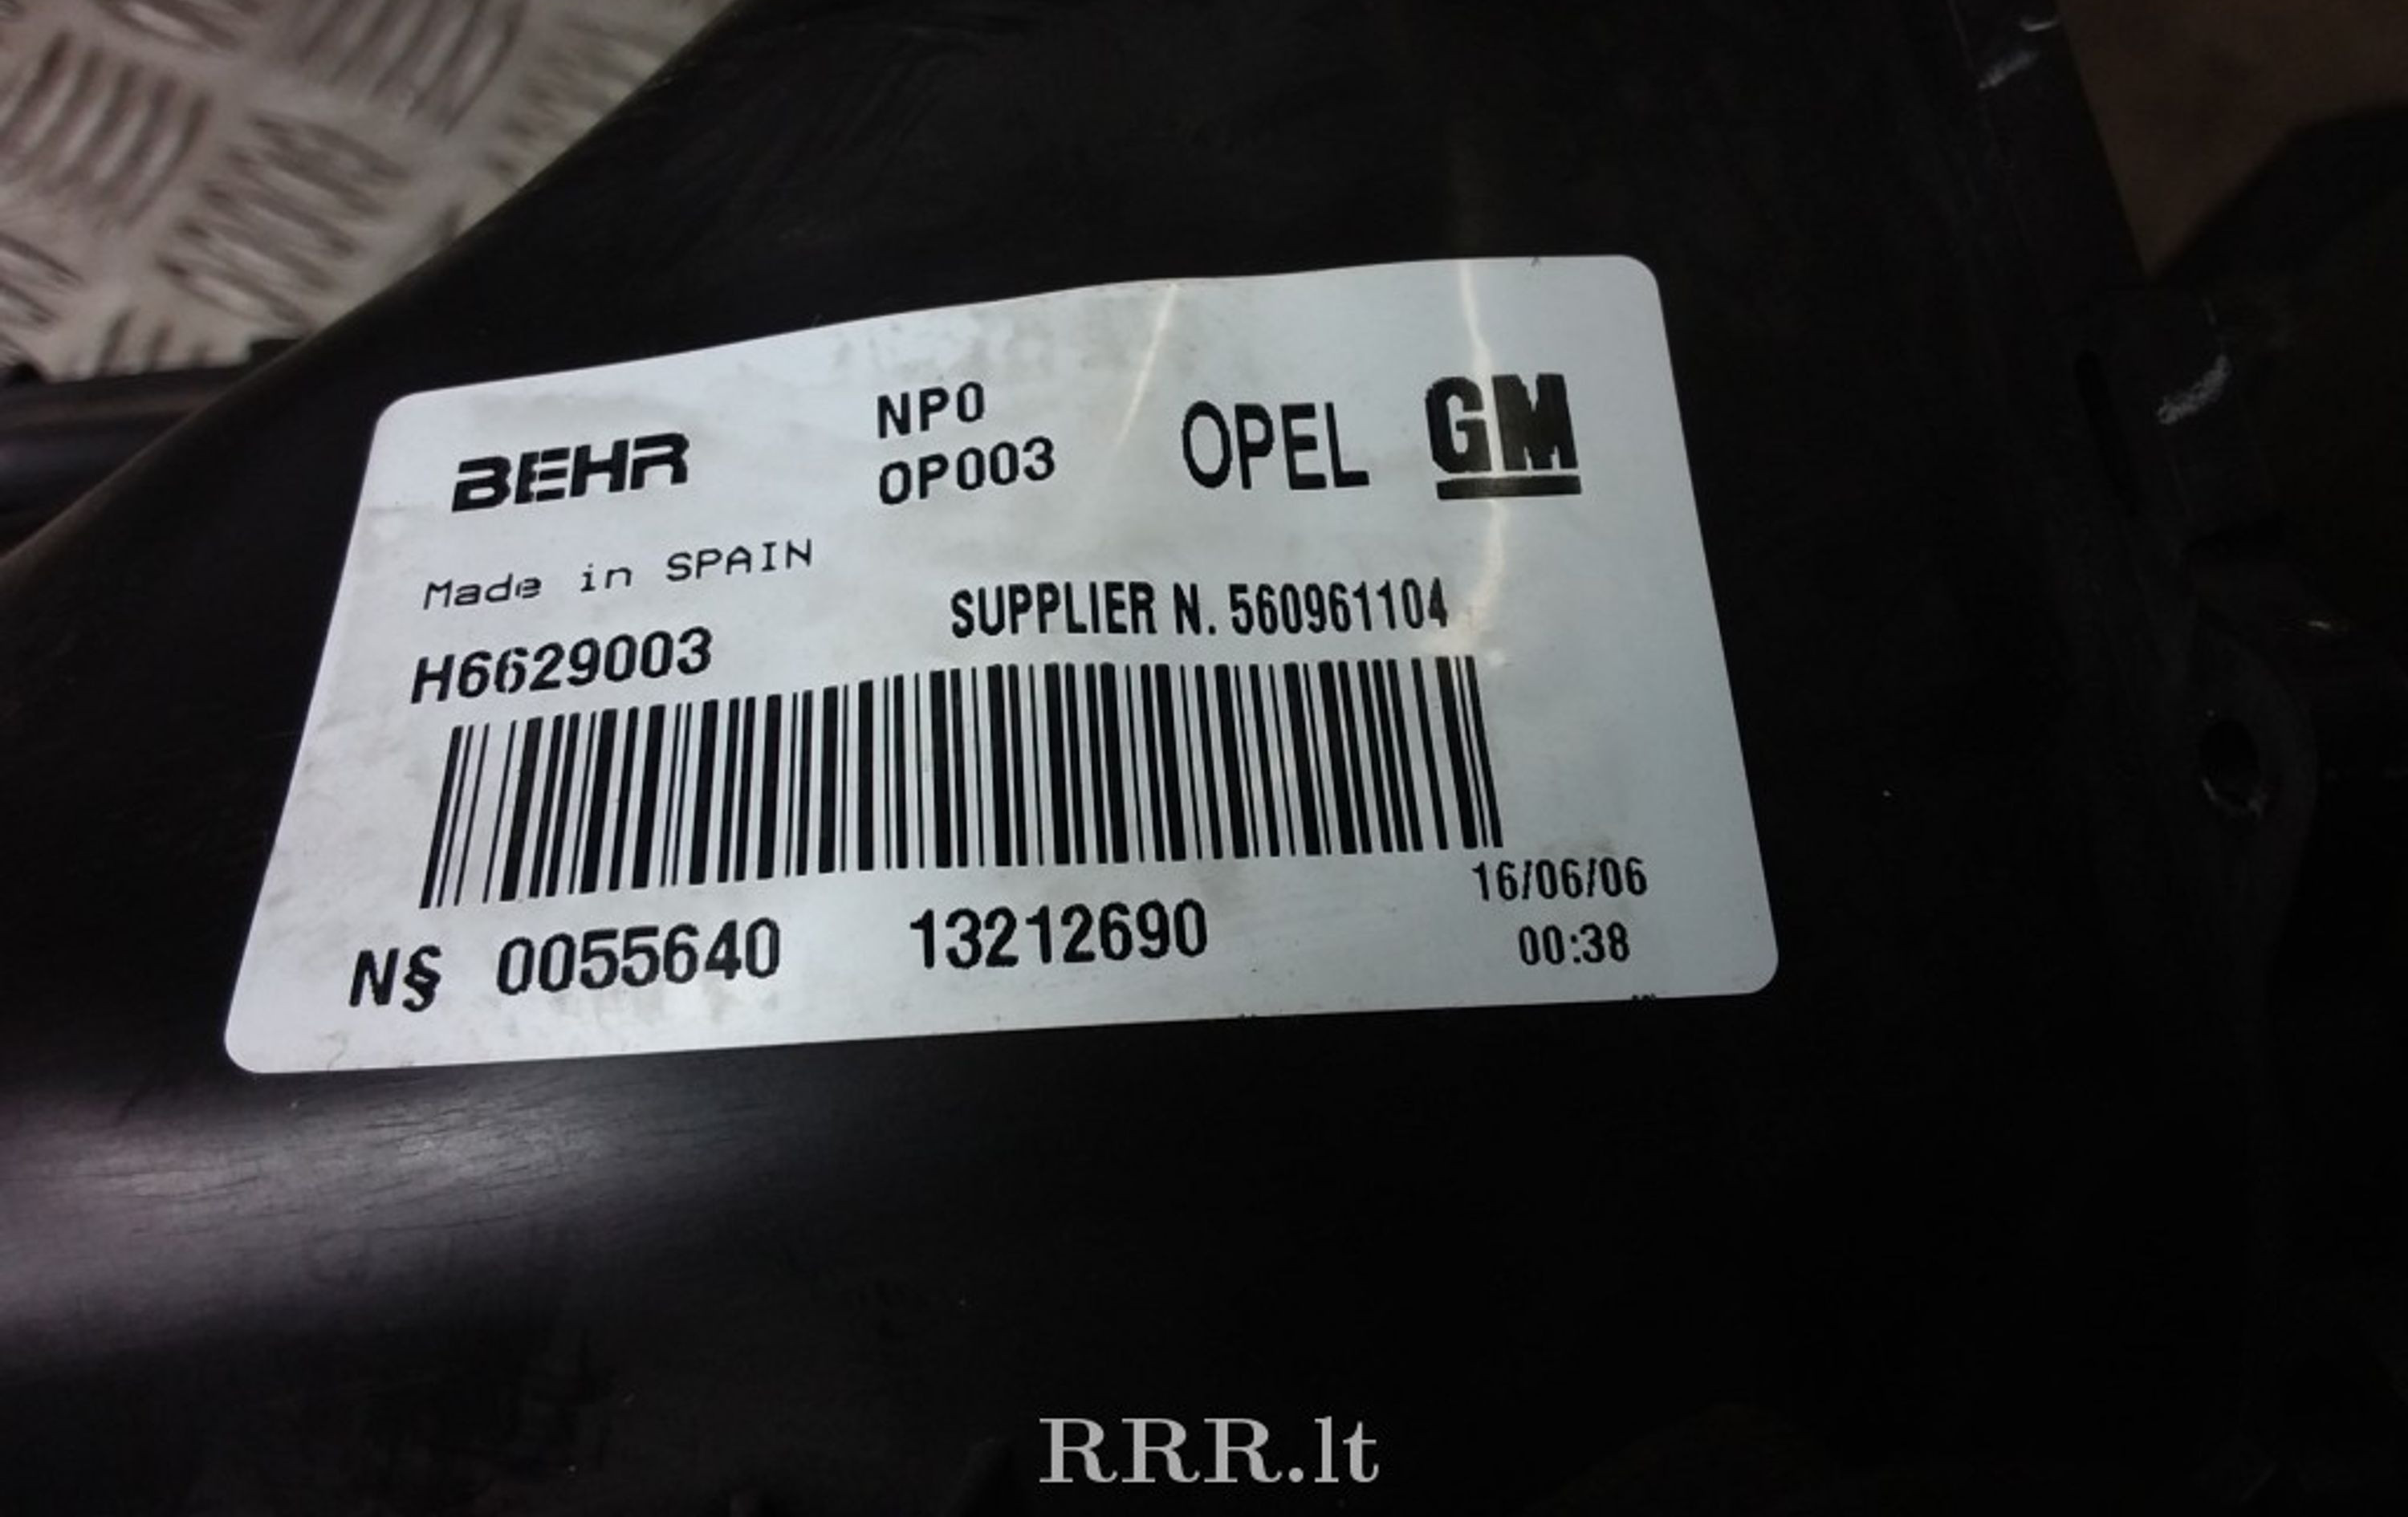 BEHR
NP0
OP003
OPEL GM
Made in SPAIN
SUPPLIER N. 560961104
H6629003
16/06/06
N§ 0055640 13212690
00:38
RRR.lt